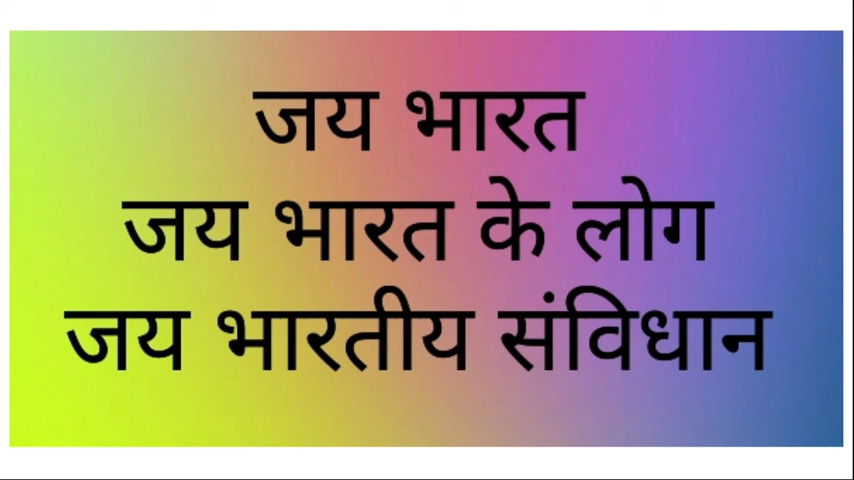 जय भारत
जय भारत के लोग
जय भारतीय संविधान